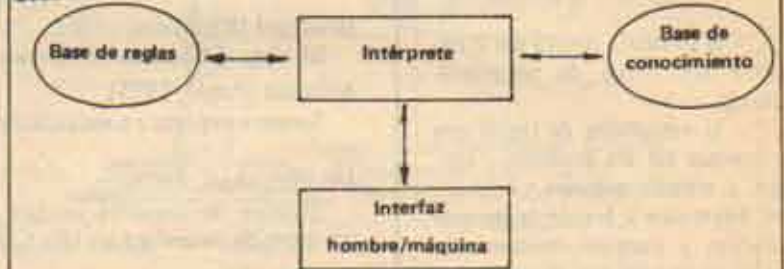 Base de reglas
Intérprete
Base de
conocimiento
Interfaz
hombre/máquina